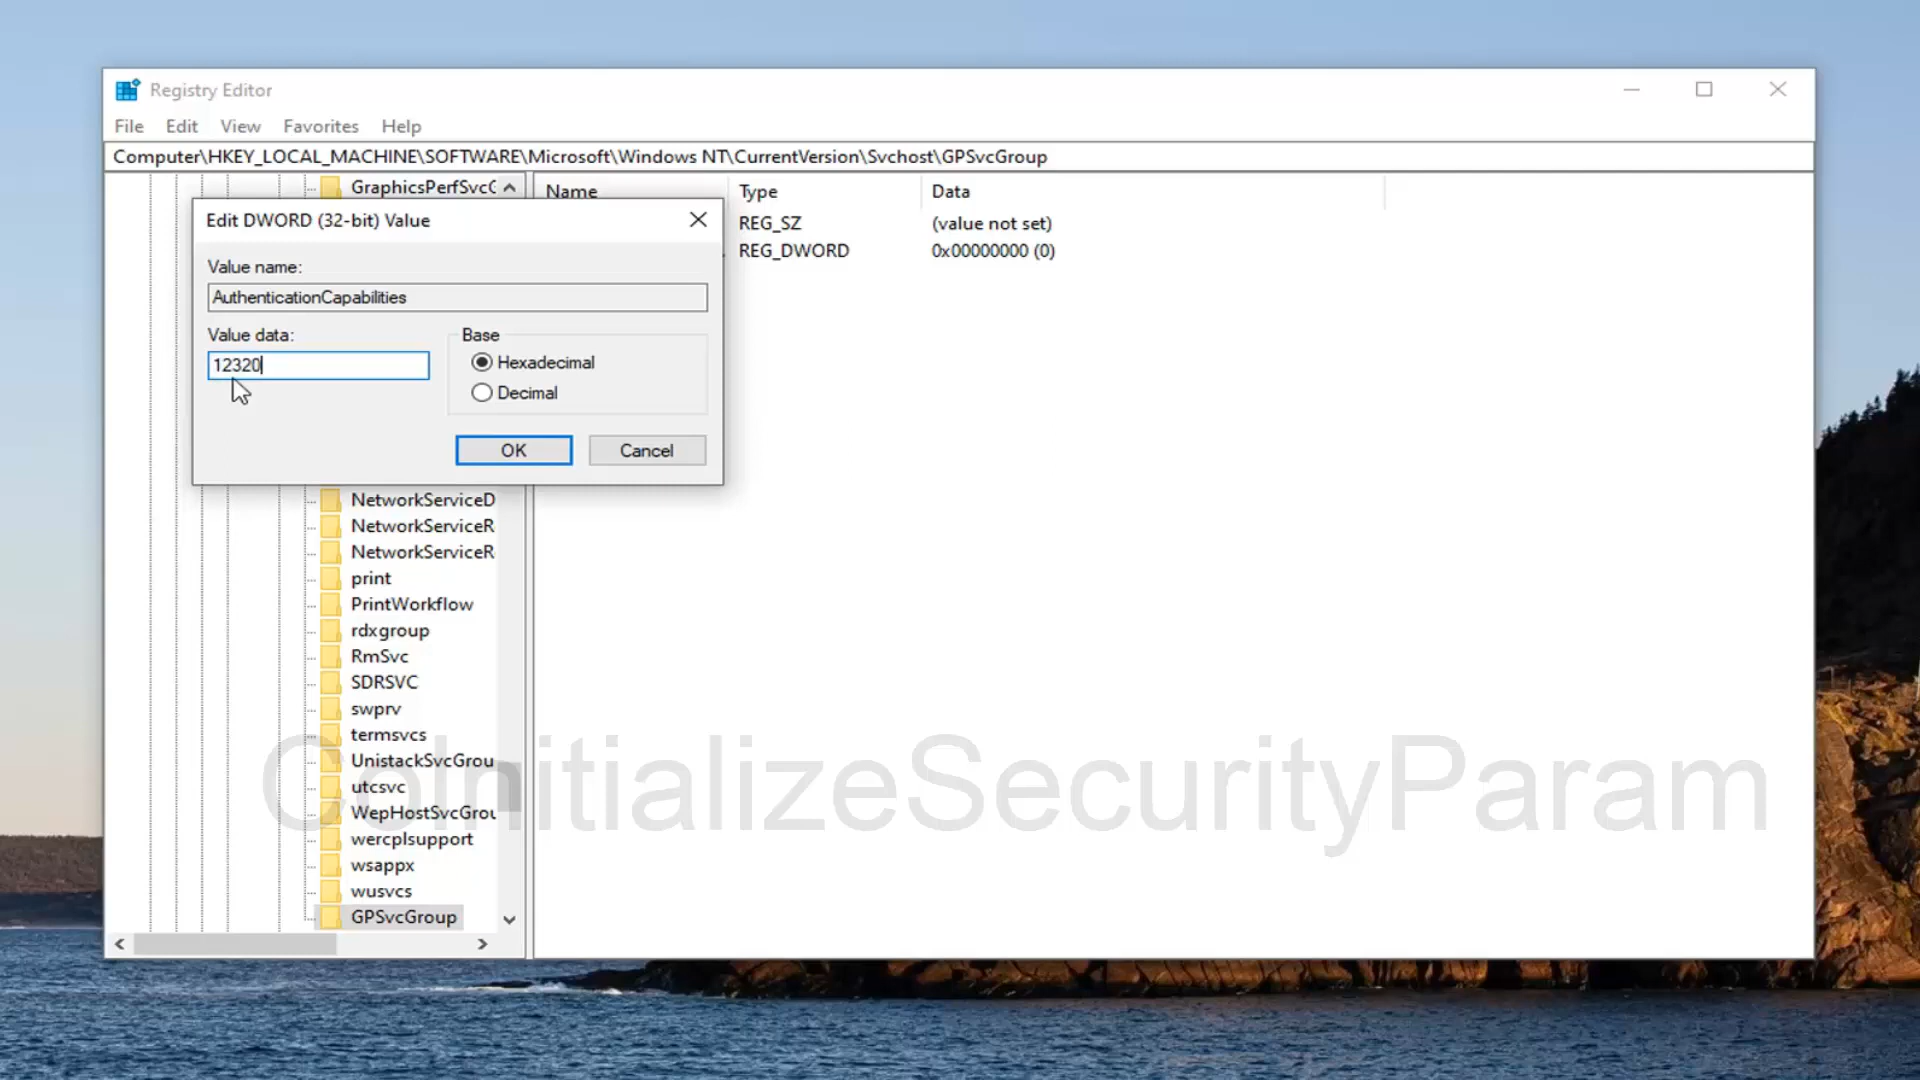 Registry Editor
File Edit View Favorites Help
Computer\HKEY_LOCAL_MACHINE\SOFTWARE\Microsoft\Windows NT\CurrentVersion\Svchost\GPSvcGroup
GraphicsPerfSvcG
Name Type Data
REG_SZ (value not set)
REG_DWORD 0x00000000 (0)
Edit DWORD (32-bit) Value
Value name:
AuthenticationCapabilities
Value data:
12320
Base
Hexadecimal
Decimal
OK Cancel
NetworkServiceD
NetworkServiceR
NetworkServiceR
print
PrintWorkflow
rdxgroup
RmSvc
SDRSVC
swprv
termsvcs
UnistackSvcGrou
utcsvc
WepHostSvcGrou
wercplsupport
wsappx
wusvcs
GPSvcGroup
CoInitializeSecurityParam